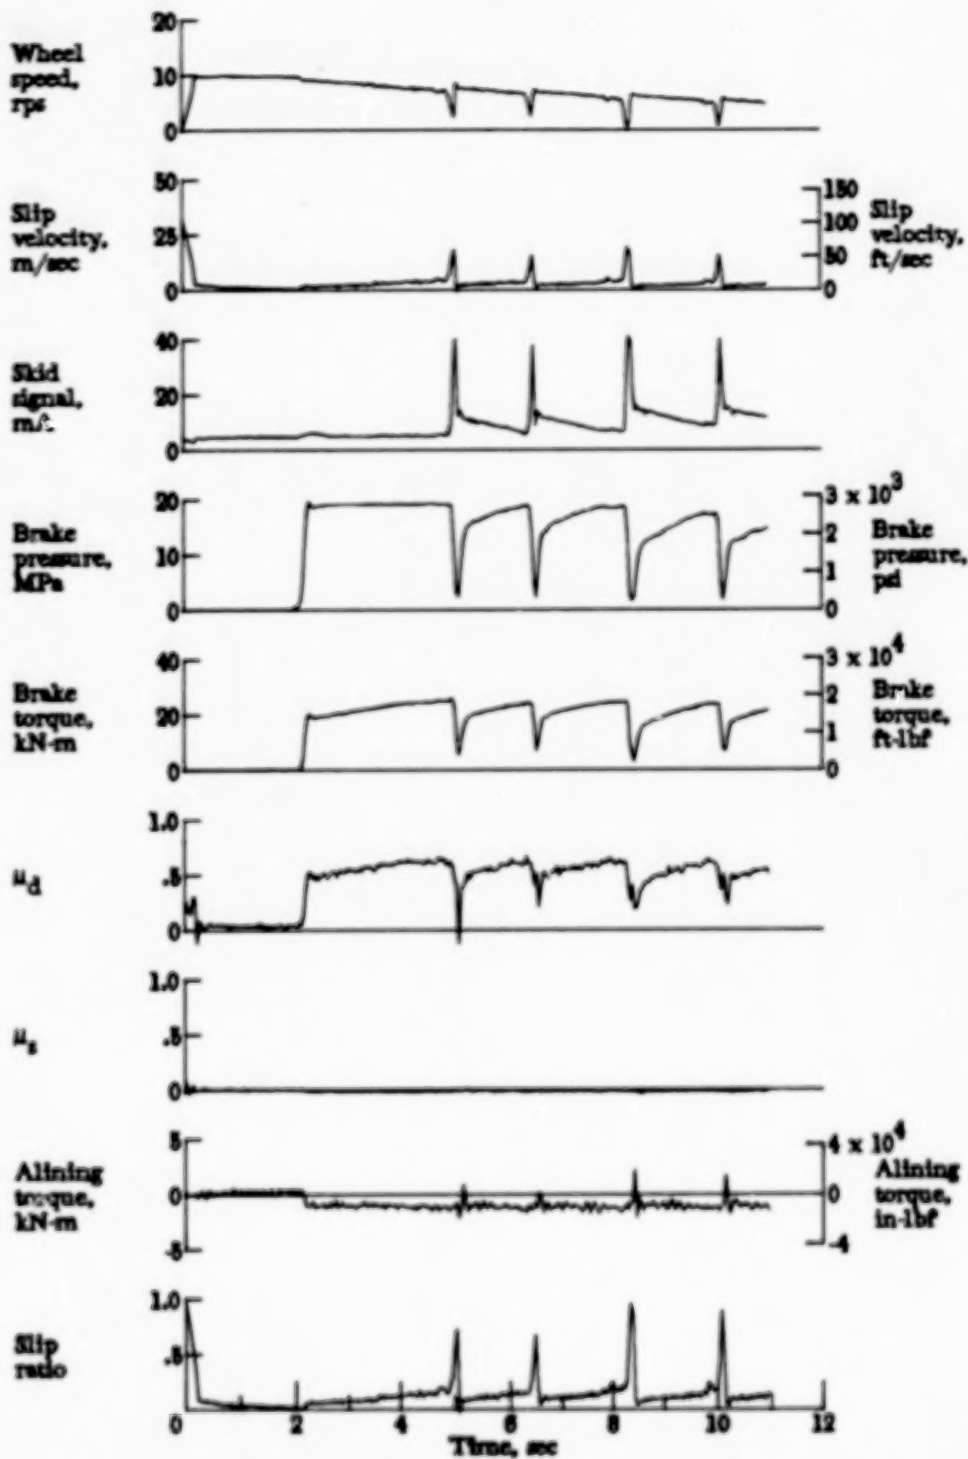 Wheel
speed,
rps
20
10
0
Slip
velocity,
m/sec
50
25
0
150
100
50
0
Slip
velocity,
ft/sec
Skid
signal,
40
20
0
Brake
pressure,
MPa
20
10
0
3 x 10³
2
1
0
Brake
pressure,
psi
Brake
torque,
kN-m
40
20
0
3 x 10⁴
2
1
0
Brake
torque,
ft-lbf
μd
1.0
.5
0
μs
1.0
.5
0
Alining
torque,
kN-m
5
0
-5
4 x 10⁴
0
-4
Alining
torque,
in-lbf
Slip
ratio
1.0
.5
0 2 4 6 8 10 12
Time, sec